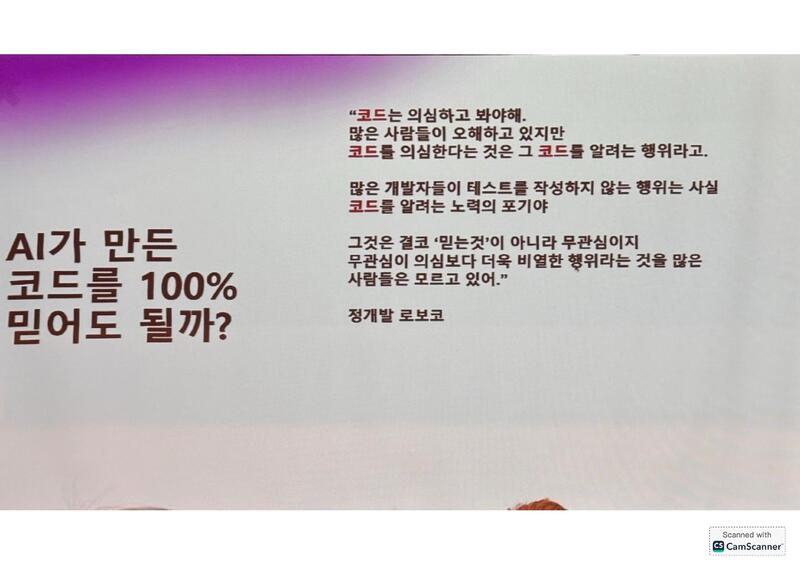 AI가 만든
코드를 100%
믿어도 될까?
“코드는 의심하고 봐야해.
많은 사람들이 오해하고 있지만
코드를 의심한다는 것은 그 코드를 알려는 행위라고.
많은 개발자들이 테스트를 작성하지 않는 행위는 사실
코드를 알려는 노력의 포기야
그것은 결코 ‘믿는것’이 아니라 무관심이지
무관심이 의심보다 더욱 비열한 행위라는 것을 많은
사람들은 모르고 있어.”
정개발 로보코
Scanned with
CS CamScanner